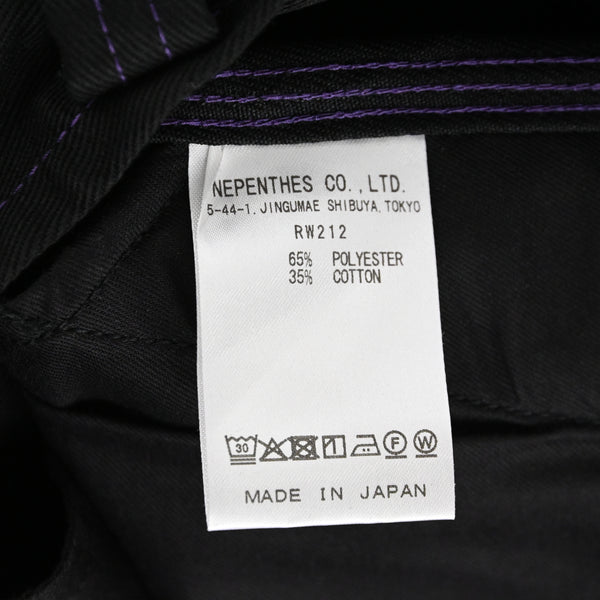 NEPENTHES CO.,LTD.
5-44-1, JINGUMAE SHIBUYA, TOKYO
RW212
65% POLYESTER
35% COTTON
30 F W
MADE IN JAPAN